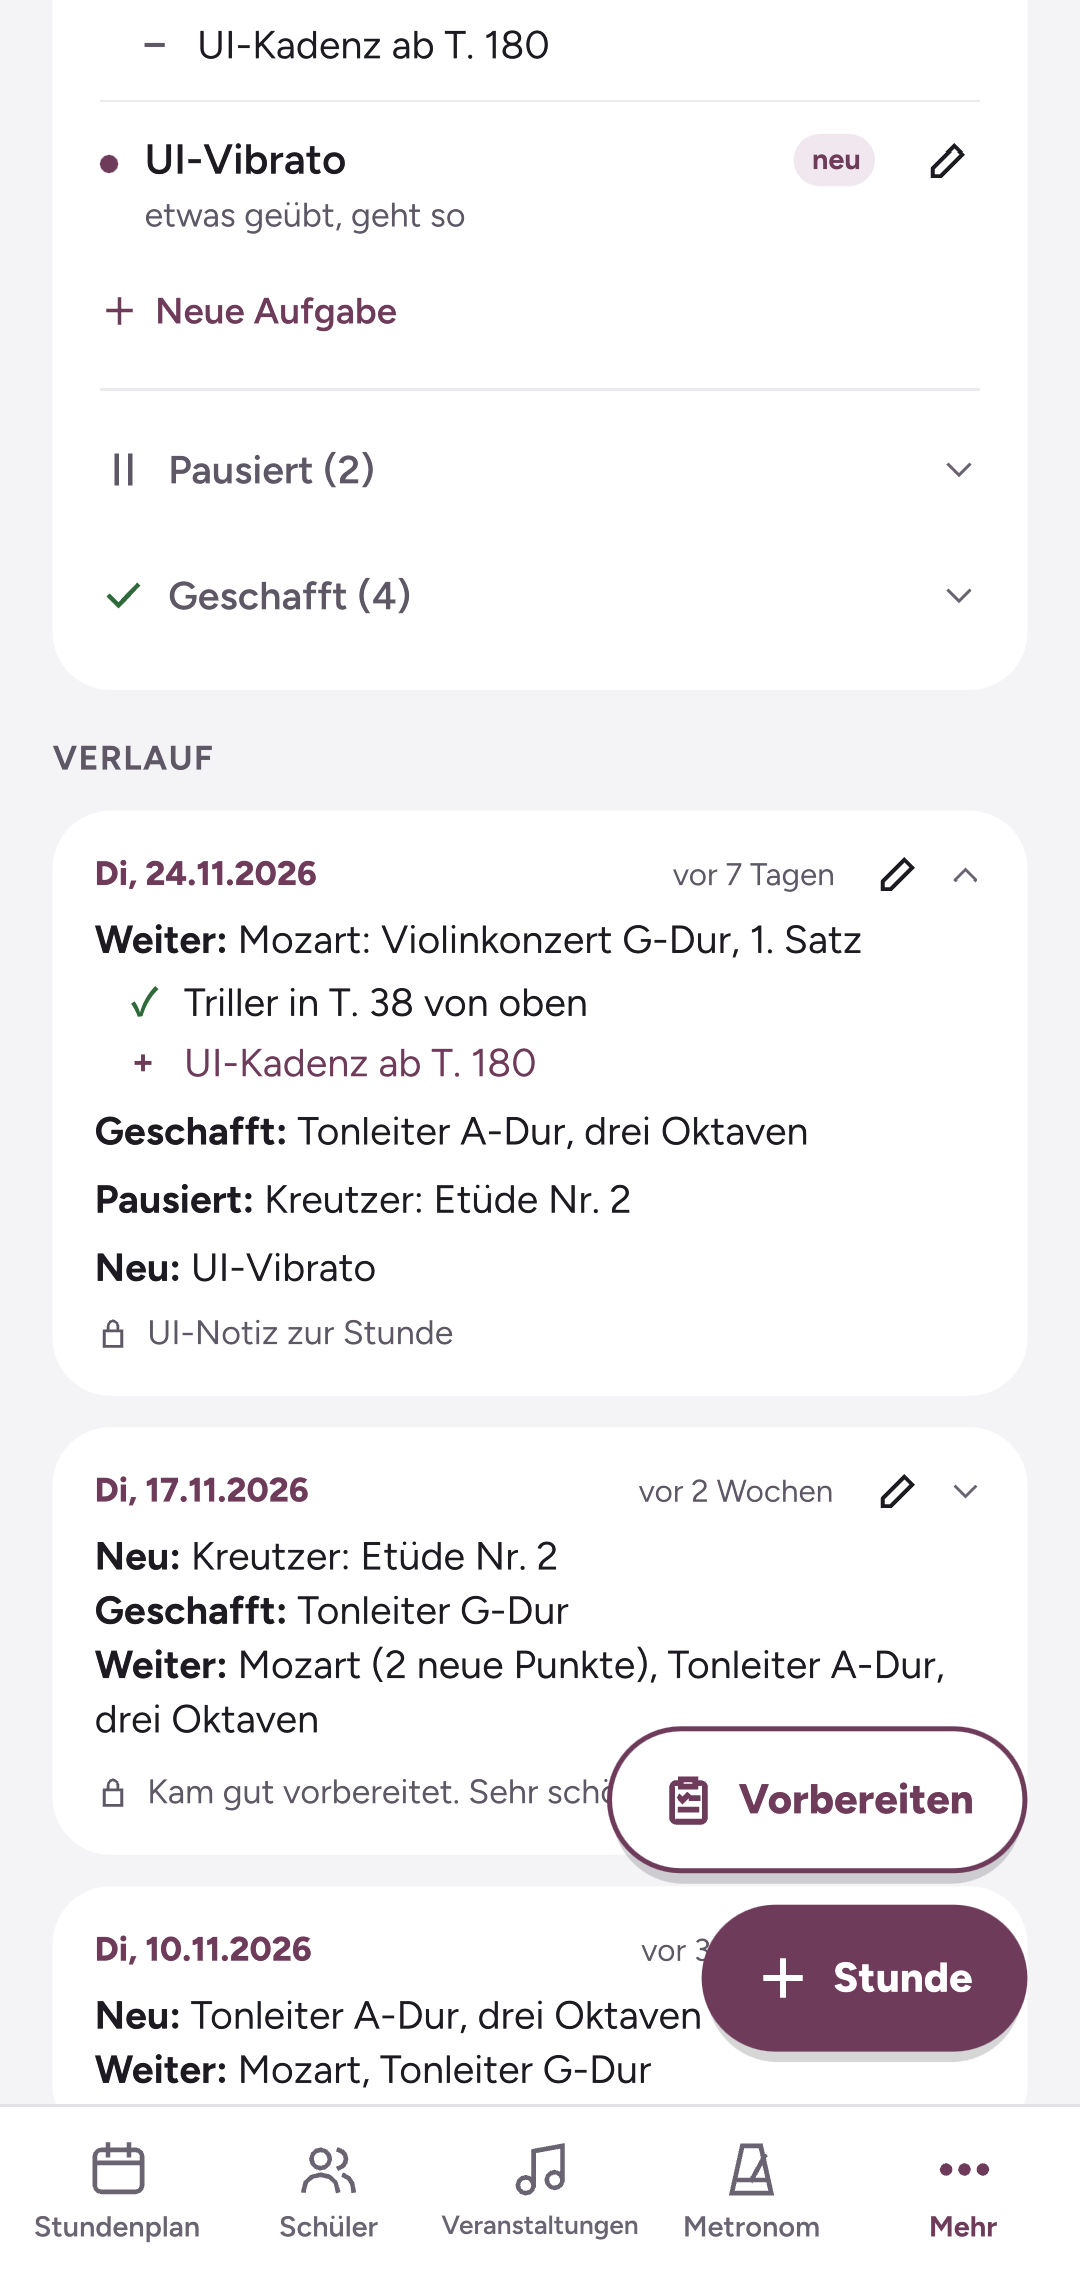 – UI-Kadenz ab T. 180
UI-Vibrato
neu
etwas geübt, geht so
+ Neue Aufgabe
Pausiert (2)
Geschafft (4)
VERLAUF
Di, 24.11.2026
vor 7 Tagen
Weiter: Mozart: Violinkonzert G-Dur, 1. Satz
✓ Triller in T. 38 von oben
+ UI-Kadenz ab T. 180
Geschafft: Tonleiter A-Dur, drei Oktaven
Pausiert: Kreutzer: Etüde Nr. 2
Neu: UI-Vibrato
UI-Notiz zur Stunde
Di, 17.11.2026
vor 2 Wochen
Neu: Kreutzer: Etüde Nr. 2
Geschafft: Tonleiter G-Dur
Weiter: Mozart (2 neue Punkte), Tonleiter A-Dur,
drei Oktaven
Kam gut vorbereitet. Sehr
Vorbereiten
Di, 10.11.2026
vor 3
+ Stunde
Neu: Tonleiter A-Dur, drei Oktaven
Weiter: Mozart, Tonleiter G-Dur
Stundenplan
Schüler
Veranstaltungen
Metronom
Mehr